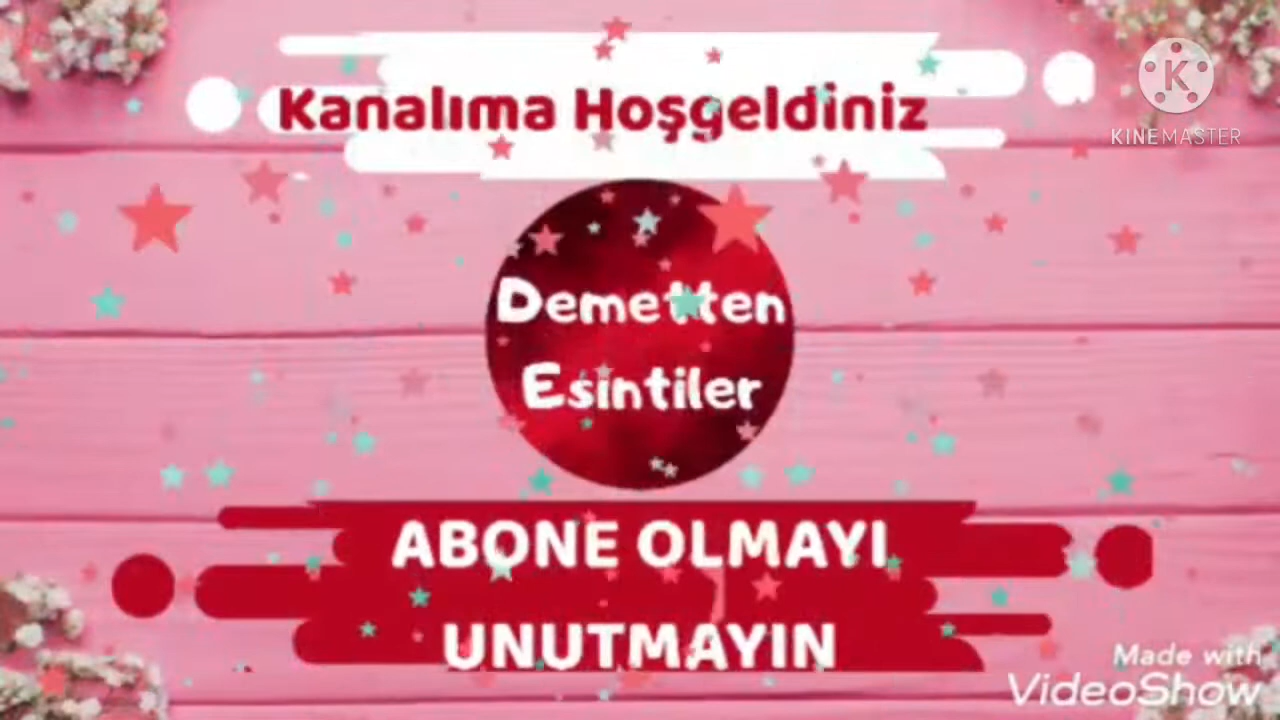 Kanalıma Hoşgeldiniz
K
KINEMASTER
Demetten
Esintiler
ABONE OLMAYI
UNUTMAYIN
Made with
VideoShow